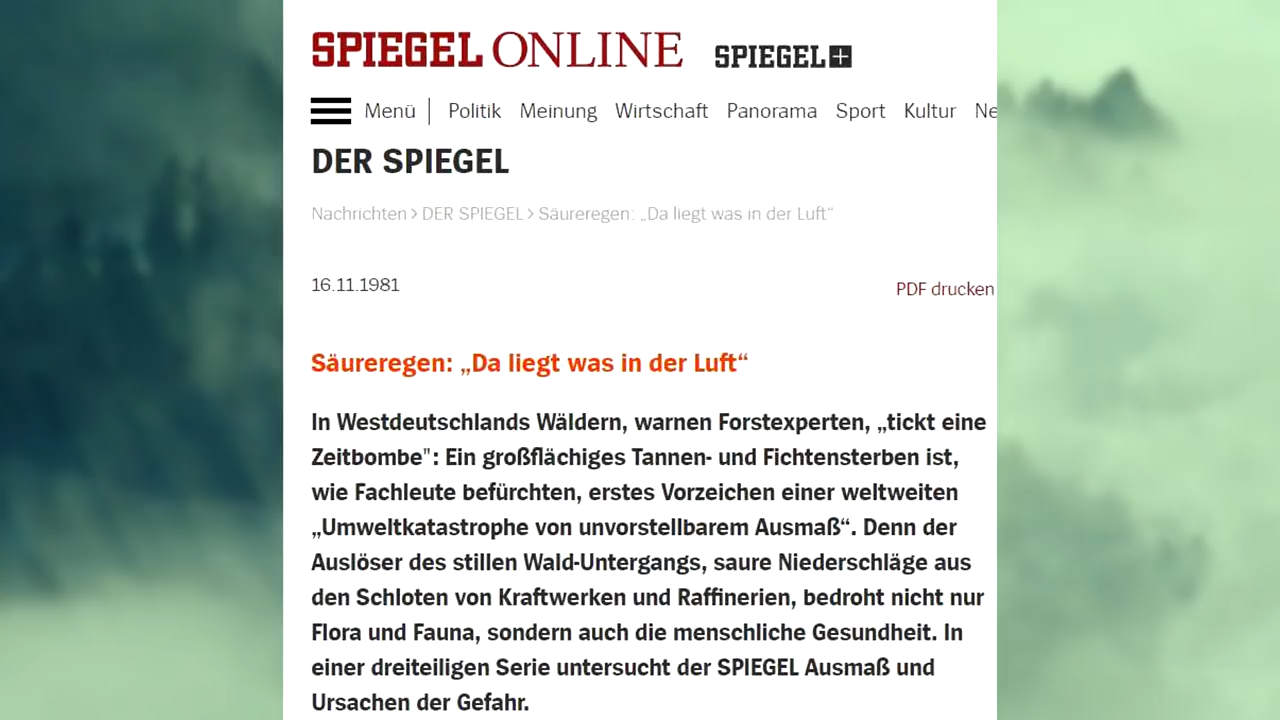 SPIEGEL ONLINE SPIEGEL+
Menü Politik Meinung Wirtschaft Panorama Sport Kultur Ne
DER SPIEGEL
Nachrichten > DER SPIEGEL > Säureregen: „Da liegt was in der Luft“
16.11.1981
PDF drucken
Säureregen: „Da liegt was in der Luft“
In Westdeutschlands Wäldern, warnen Forstexperten, „tickt eine
Zeitbombe": Ein großflächiges Tannen- und Fichtensterben ist,
wie Fachleute befürchten, erstes Vorzeichen einer weltweiten
„Umweltkatastrophe von unvorstellbarem Ausmaß“. Denn der
Auslöser des stillen Wald-Untergangs, saure Niederschläge aus
den Schloten von Kraftwerken und Raffinerien, bedroht nicht nur
Flora und Fauna, sondern auch die menschliche Gesundheit. In
einer dreiteiligen Serie untersucht der SPIEGEL Ausmaß und
Ursachen der Gefahr.